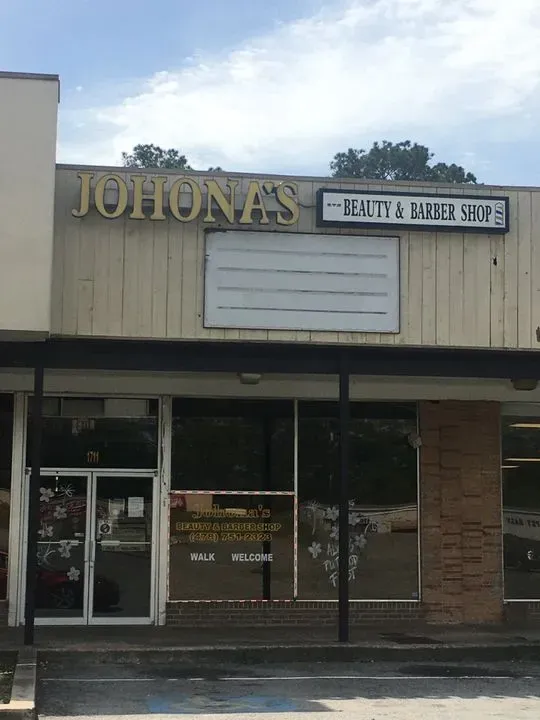 JOHONA'S
BEAUTY & BARBER SHOP
1711
Johona's
BEAUTY & BARBER SHOP
(478) 751-2323
WALK WELCOME